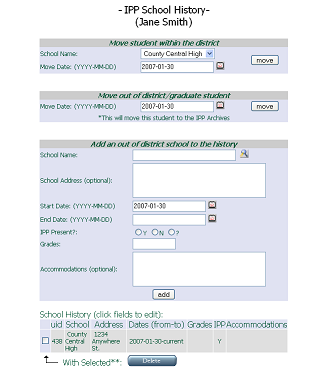 - IPP School History-
(Jane Smith)
Move student within the district
School Name: County Central High
Move Date: (YYYY-MM-DD) 2007-01-30 move
Move out of district/graduate student
Move Date: (YYYY-MM-DD) 2007-01-30 move
*This will move this student to the IPP Archives
Add an out of district school to the history
School Name:
School Address (optional):
Start Date: (YYYY-MM-DD) 2007-01-30
End Date: (YYYY-MM-DD)
IPP Present?: Y N ?
Grades:
Accommodations (optional):
add
School History (click fields to edit):
uid School Address Dates (from-to) Grades IPP Accommodations
438 County Central High 1234 Anywhere St. 2007-01-30-current Y
With Selected**: Delete